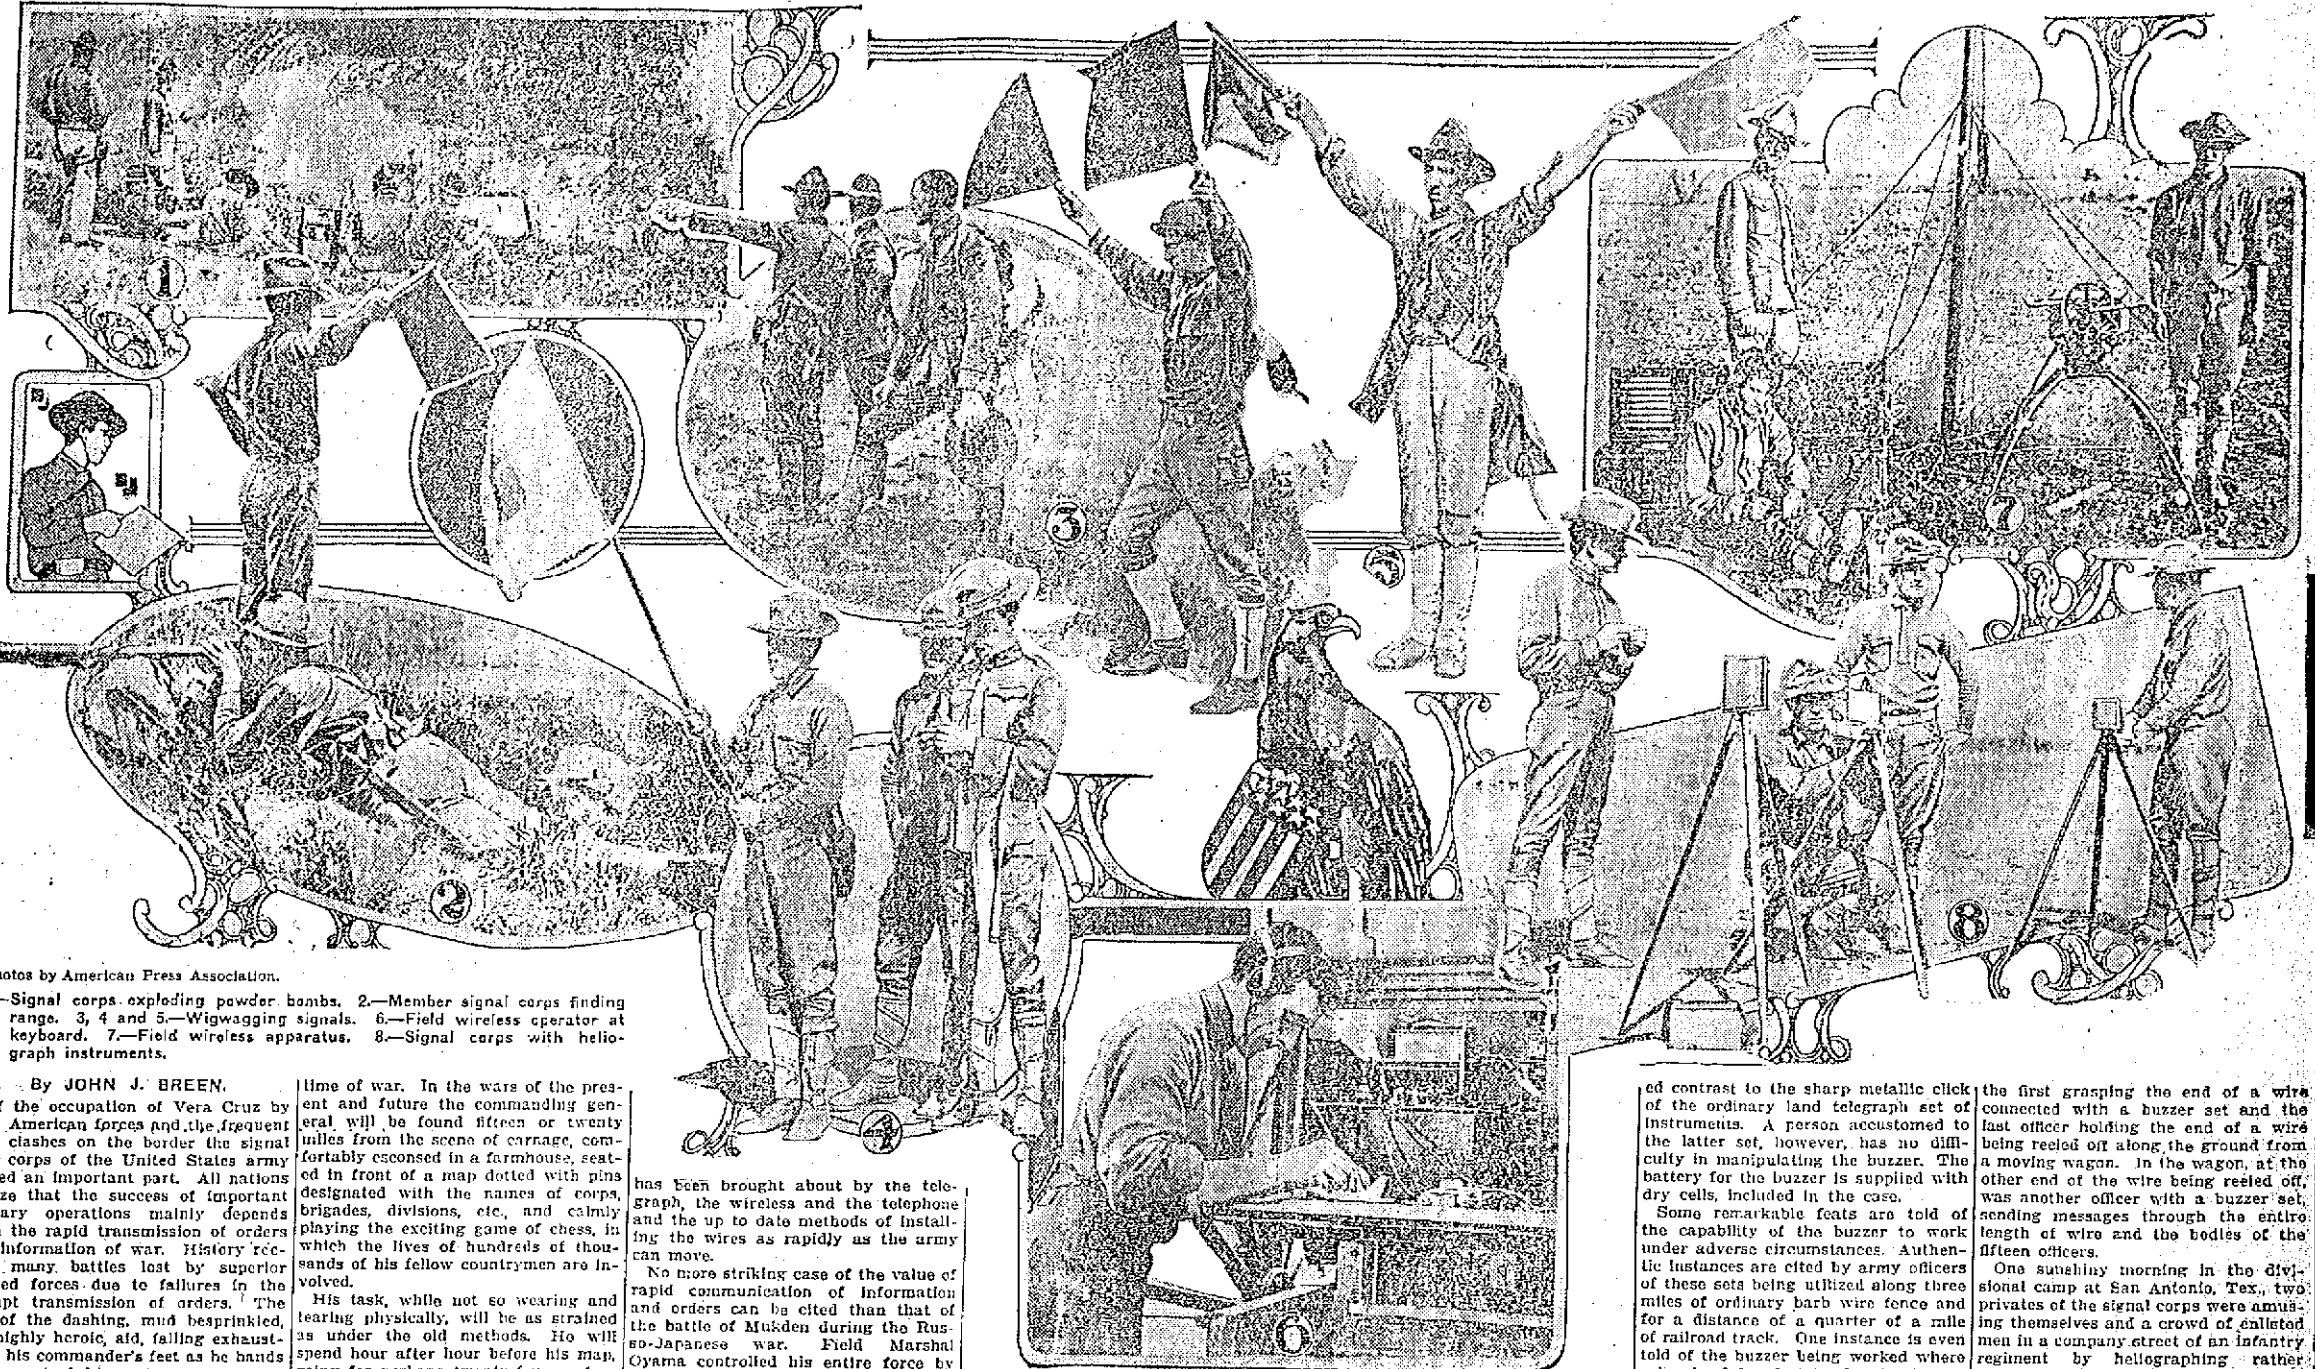 1
3
7
5
2
8
4
6
otos by American Press Association.
—Signal corps exploding powder bombs. 2.—Member signal corps finding
range. 3, 4 and 5.—Wigwagging signals. 6.—Field wireless operator at
keyboard. 7.—Field wireless apparatus. 8.—Signal corps with helio-
graph instruments.
By JOHN J. BREEN.
the occupation of Vera Cruz by
American forces and the frequent
clashes on the border the signal
corps of the United States army
ed an important part. All nations
ze that the success of important
ary operations mainly depends
the rapid transmission of orders
information of war. History rec-
many battles lost by superior
ed forces due to failures in the
pt transmission of orders. The
of the dashing, mud besprinkled,
ighly heroic, aid, falling exhaust-
his commander's feet as he hands
time of war. In the wars of the pres-
ent and future the commanding gen-
eral will be found fifteen or twenty
miles from the scene of carnage, com-
fortably esconsed in a farmhouse, seat-
ed in front of a map dotted with pins
designated with the names of corps,
brigades, divisions, etc., and calmly
playing the exciting game of chess, in
which the lives of hundreds of thou-
sands of his fellow countrymen are in-
volved.
His task, while not so wearing and
tearing physically, will be as strained
as under the old methods. He will
spend hour after hour before his map,
has been brought about by the tele-
graph, the wireless and the telephone
and the up to date methods of install-
ing the wires as rapidly as the army
can move.
No more striking case of the value of
rapid communication of information
and orders can be cited than that of
the battle of Mukden during the Rus-
so-Japanese war. Field Marshal
Oyama controlled his entire force by
ed contrast to the sharp metallic click
of the ordinary land telegraph set of
instruments. A person accustomed to
the latter set, however, has no diffi-
culty in manipulating the buzzer. The
battery for the buzzer is supplied with
dry cells, included in the case.
Some remarkable feats are told of
the capability of the buzzer to work
under adverse circumstances. Authen-
tic instances are cited by army officers
of these sets being utilized along three
miles of ordinary barb wire fence and
for a distance of a quarter of a mile
of railroad track. One instance is even
told of the buzzer being worked where
the first grasping the end of a wire
connected with a buzzer set and the
last officer holding the end of a wire
being reeled off along the ground from
a moving wagon. In the wagon, at the
other end of the wire being reeled off,
was another officer with a buzzer set,
sending messages through the entire
length of wire and the bodies of the
fifteen officers.
One sunshiny morning in the divi-
sional camp at San Antonio, Tex., two
privates of the signal corps were amus-
ing themselves and a crowd of enlisted
men in a company street of an infantry
regiment by heliographing rather